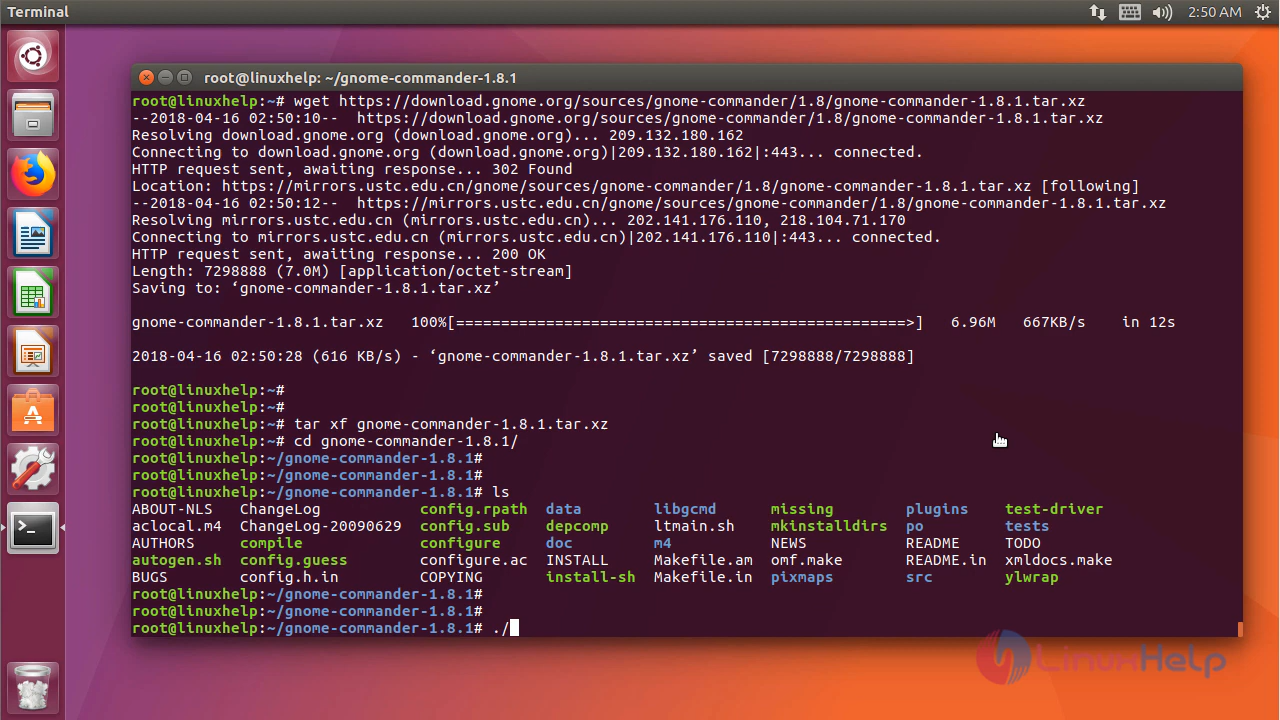 Terminal
2:50 AM
root@linuxhelp: ~/gnome-commander-1.8.1
root@linuxhelp:~# wget https://download.gnome.org/sources/gnome-commander/1.8/gnome-commander-1.8.1.tar.xz
--2018-04-16 02:50:10--  https://download.gnome.org/sources/gnome-commander/1.8/gnome-commander-1.8.1.tar.xz
Resolving download.gnome.org (download.gnome.org)... 209.132.180.162
Connecting to download.gnome.org (download.gnome.org)|209.132.180.162|:443... connected.
HTTP request sent, awaiting response... 302 Found
Location: https://mirrors.ustc.edu.cn/gnome/sources/gnome-commander/1.8/gnome-commander-1.8.1.tar.xz [following]
--2018-04-16 02:50:12--  https://mirrors.ustc.edu.cn/gnome/sources/gnome-commander/1.8/gnome-commander-1.8.1.tar.xz
Resolving mirrors.ustc.edu.cn (mirrors.ustc.edu.cn)... 202.141.176.110, 218.104.71.170
Connecting to mirrors.ustc.edu.cn (mirrors.ustc.edu.cn)|202.141.176.110|:443... connected.
HTTP request sent, awaiting response... 200 OK
Length: 7298888 (7.0M) [application/octet-stream]
Saving to: ‘gnome-commander-1.8.1.tar.xz’
gnome-commander-1.8.1.tar.xz   100%[==================================================>]   6.96M   667KB/s    in 12s
2018-04-16 02:50:28 (616 KB/s) - ‘gnome-commander-1.8.1.tar.xz’ saved [7298888/7298888]
root@linuxhelp:~#
root@linuxhelp:~#
root@linuxhelp:~# tar xf gnome-commander-1.8.1.tar.xz
root@linuxhelp:~# cd gnome-commander-1.8.1/
root@linuxhelp:~/gnome-commander-1.8.1#
root@linuxhelp:~/gnome-commander-1.8.1#
root@linuxhelp:~/gnome-commander-1.8.1# ls
ABOUT-NLS   ChangeLog           config.rpath  data        libgcmd      missing        plugins    test-driver
aclocal.m4  ChangeLog-20090629  config.sub    depcomp     ltmain.sh    mkinstalldirs  po         tests
AUTHORS     compile             configure     doc         m4           NEWS           README     TODO
autogen.sh  config.guess        configure.ac  INSTALL     Makefile.am  omf.make       README.in  xmldocs.make
BUGS        config.h.in         COPYING       install-sh  Makefile.in  pixmaps        src        ylwrap
root@linuxhelp:~/gnome-commander-1.8.1#
root@linuxhelp:~/gnome-commander-1.8.1#
root@linuxhelp:~/gnome-commander-1.8.1# ./
LinuxHelp